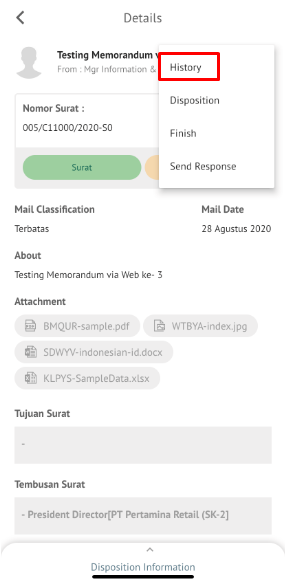 Details
Testing Memorandum v
From : Mgr Information &
History
Disposition
Finish
Send Response
Nomor Surat :
005/C11000/2020-S0
Surat
Mail Classification
Mail Date
Terbatas
28 Agustus 2020
About
Testing Memorandum via Web ke- 3
Attachment
BMQUR-sample.pdf
WTBYA-index.jpg
SDWYV-indonesian-id.docx
KLPYS-SampleData.xlsx
Tujuan Surat
-
Tembusan Surat
- President Director[PT Pertamina Retail (SK-2]
Disposition Information